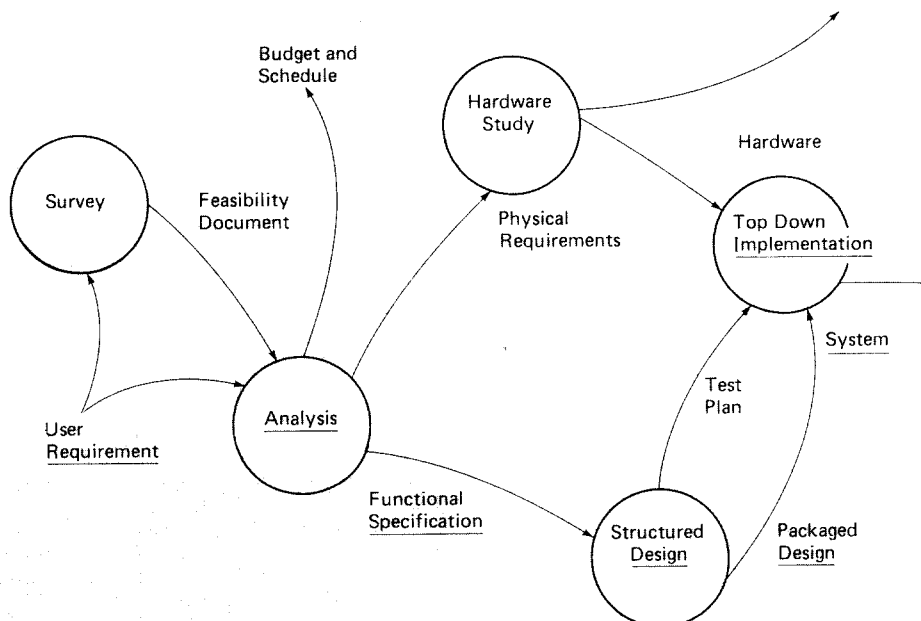 Budget and
Schedule
Hardware
Study
Hardware
Survey
Feasibility
Document
Physical
Requirements
Top Down
Implementation
System
Test
Plan
User
Requirement
Analysis
Functional
Specification
Structured
Design
Packaged
Design